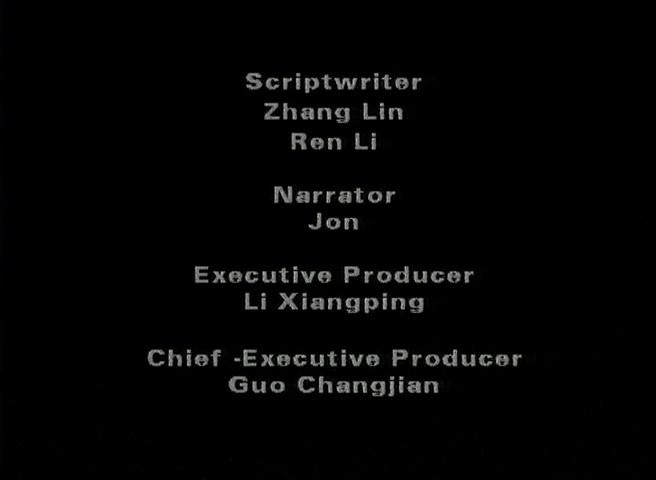 Scriptwriter
Zhang Lin
Ren Li
Narrator
Jon
Executive Producer
Li Xiangping
Chief -Executive Producer
Guo Changjian